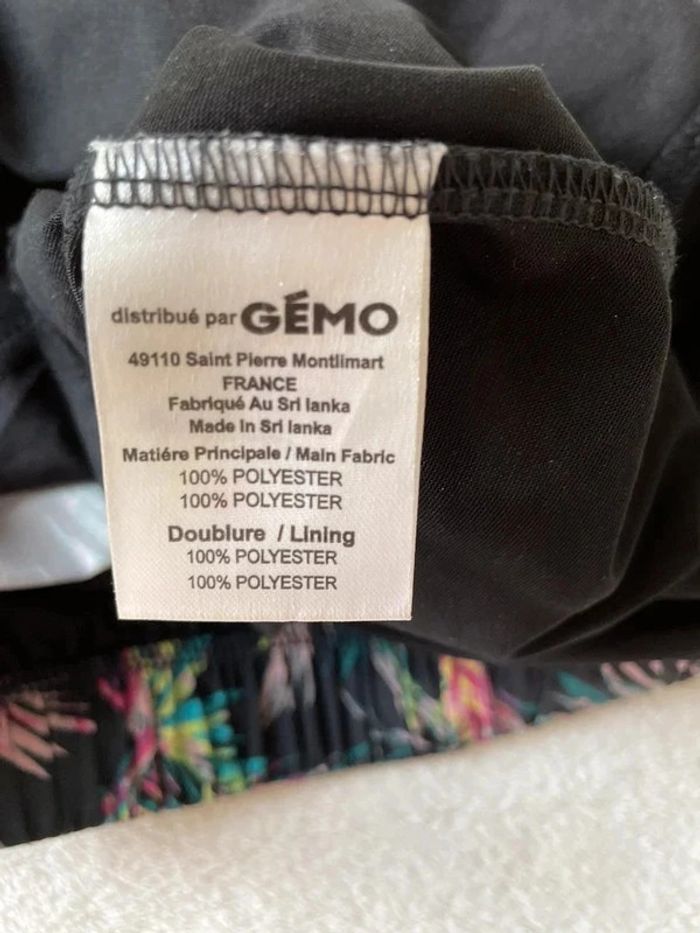 distribué par GÉMO
49110 Saint Pierre Montlimart
FRANCE
Fabriqué Au Sri lanka
Made In Sri lanka
Matiére Principale / Main Fabric
100% POLYESTER
100% POLYESTER
Doublure / Lining
100% POLYESTER
100% POLYESTER